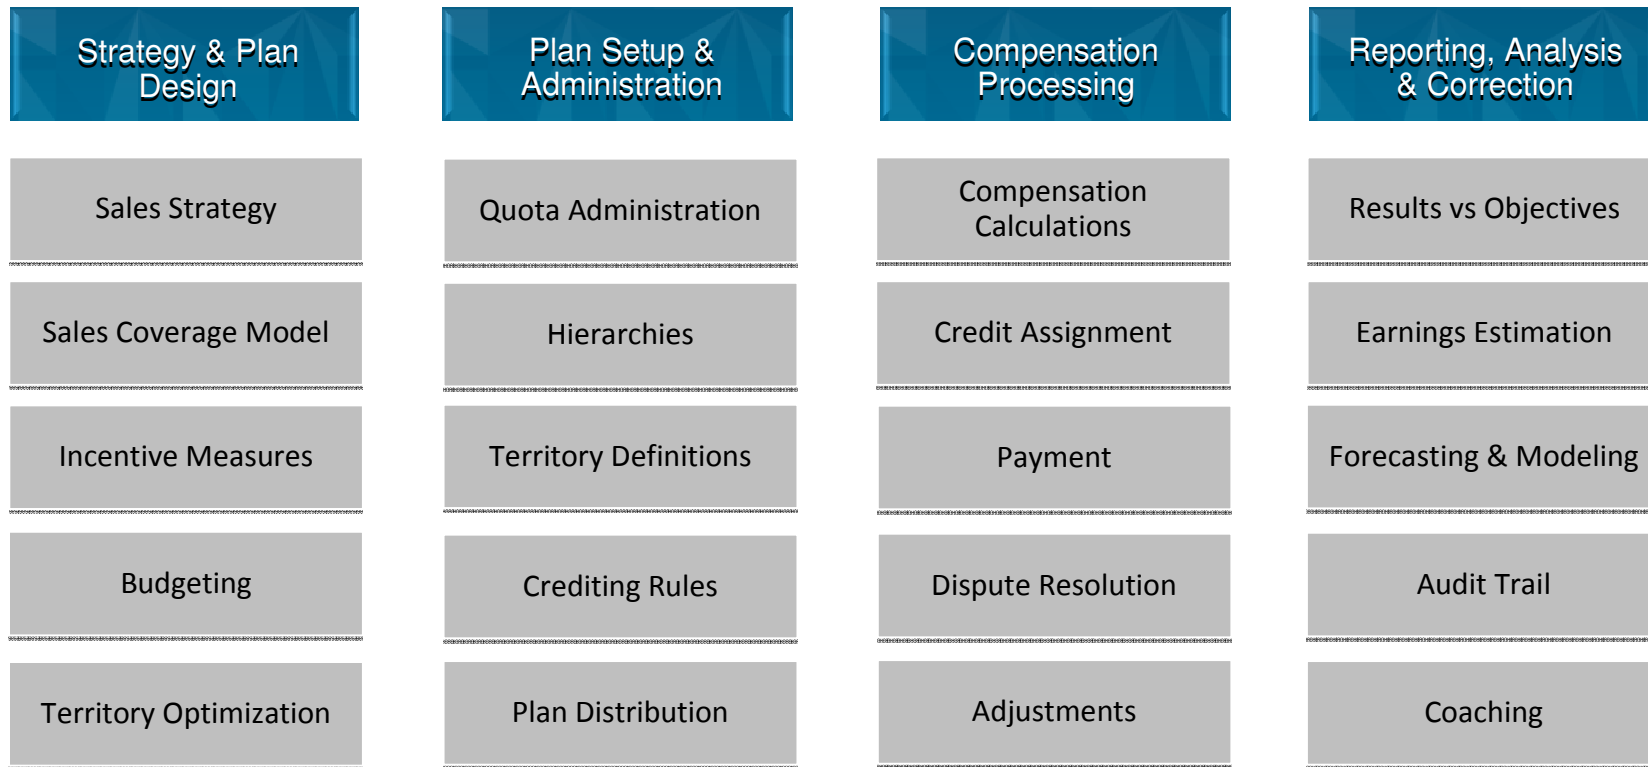 Strategy & Plan
Design
Plan Setup &
Administration
Compensation
Processing
Reporting, Analysis
& Correction
Sales Strategy
Quota Administration
Compensation
Calculations
Results vs Objectives
Sales Coverage Model
Hierarchies
Credit Assignment
Earnings Estimation
Incentive Measures
Territory Definitions
Payment
Forecasting & Modeling
Budgeting
Crediting Rules
Dispute Resolution
Audit Trail
Territory Optimization
Plan Distribution
Adjustments
Coaching